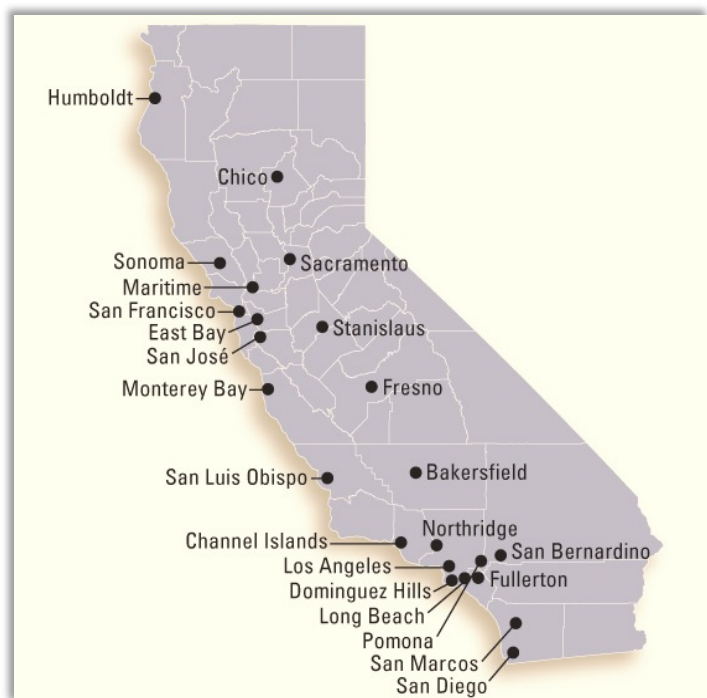 Humboldt
Chico
Sonoma
Sacramento
Maritime
San Francisco
East Bay
Stanislaus
San José
Monterey Bay
Fresno
San Luis Obispo
Bakersfield
Northridge
Channel Islands
San Bernardino
Los Angeles
Fullerton
Dominguez Hills
Long Beach
Pomona
San Marcos
San Diego